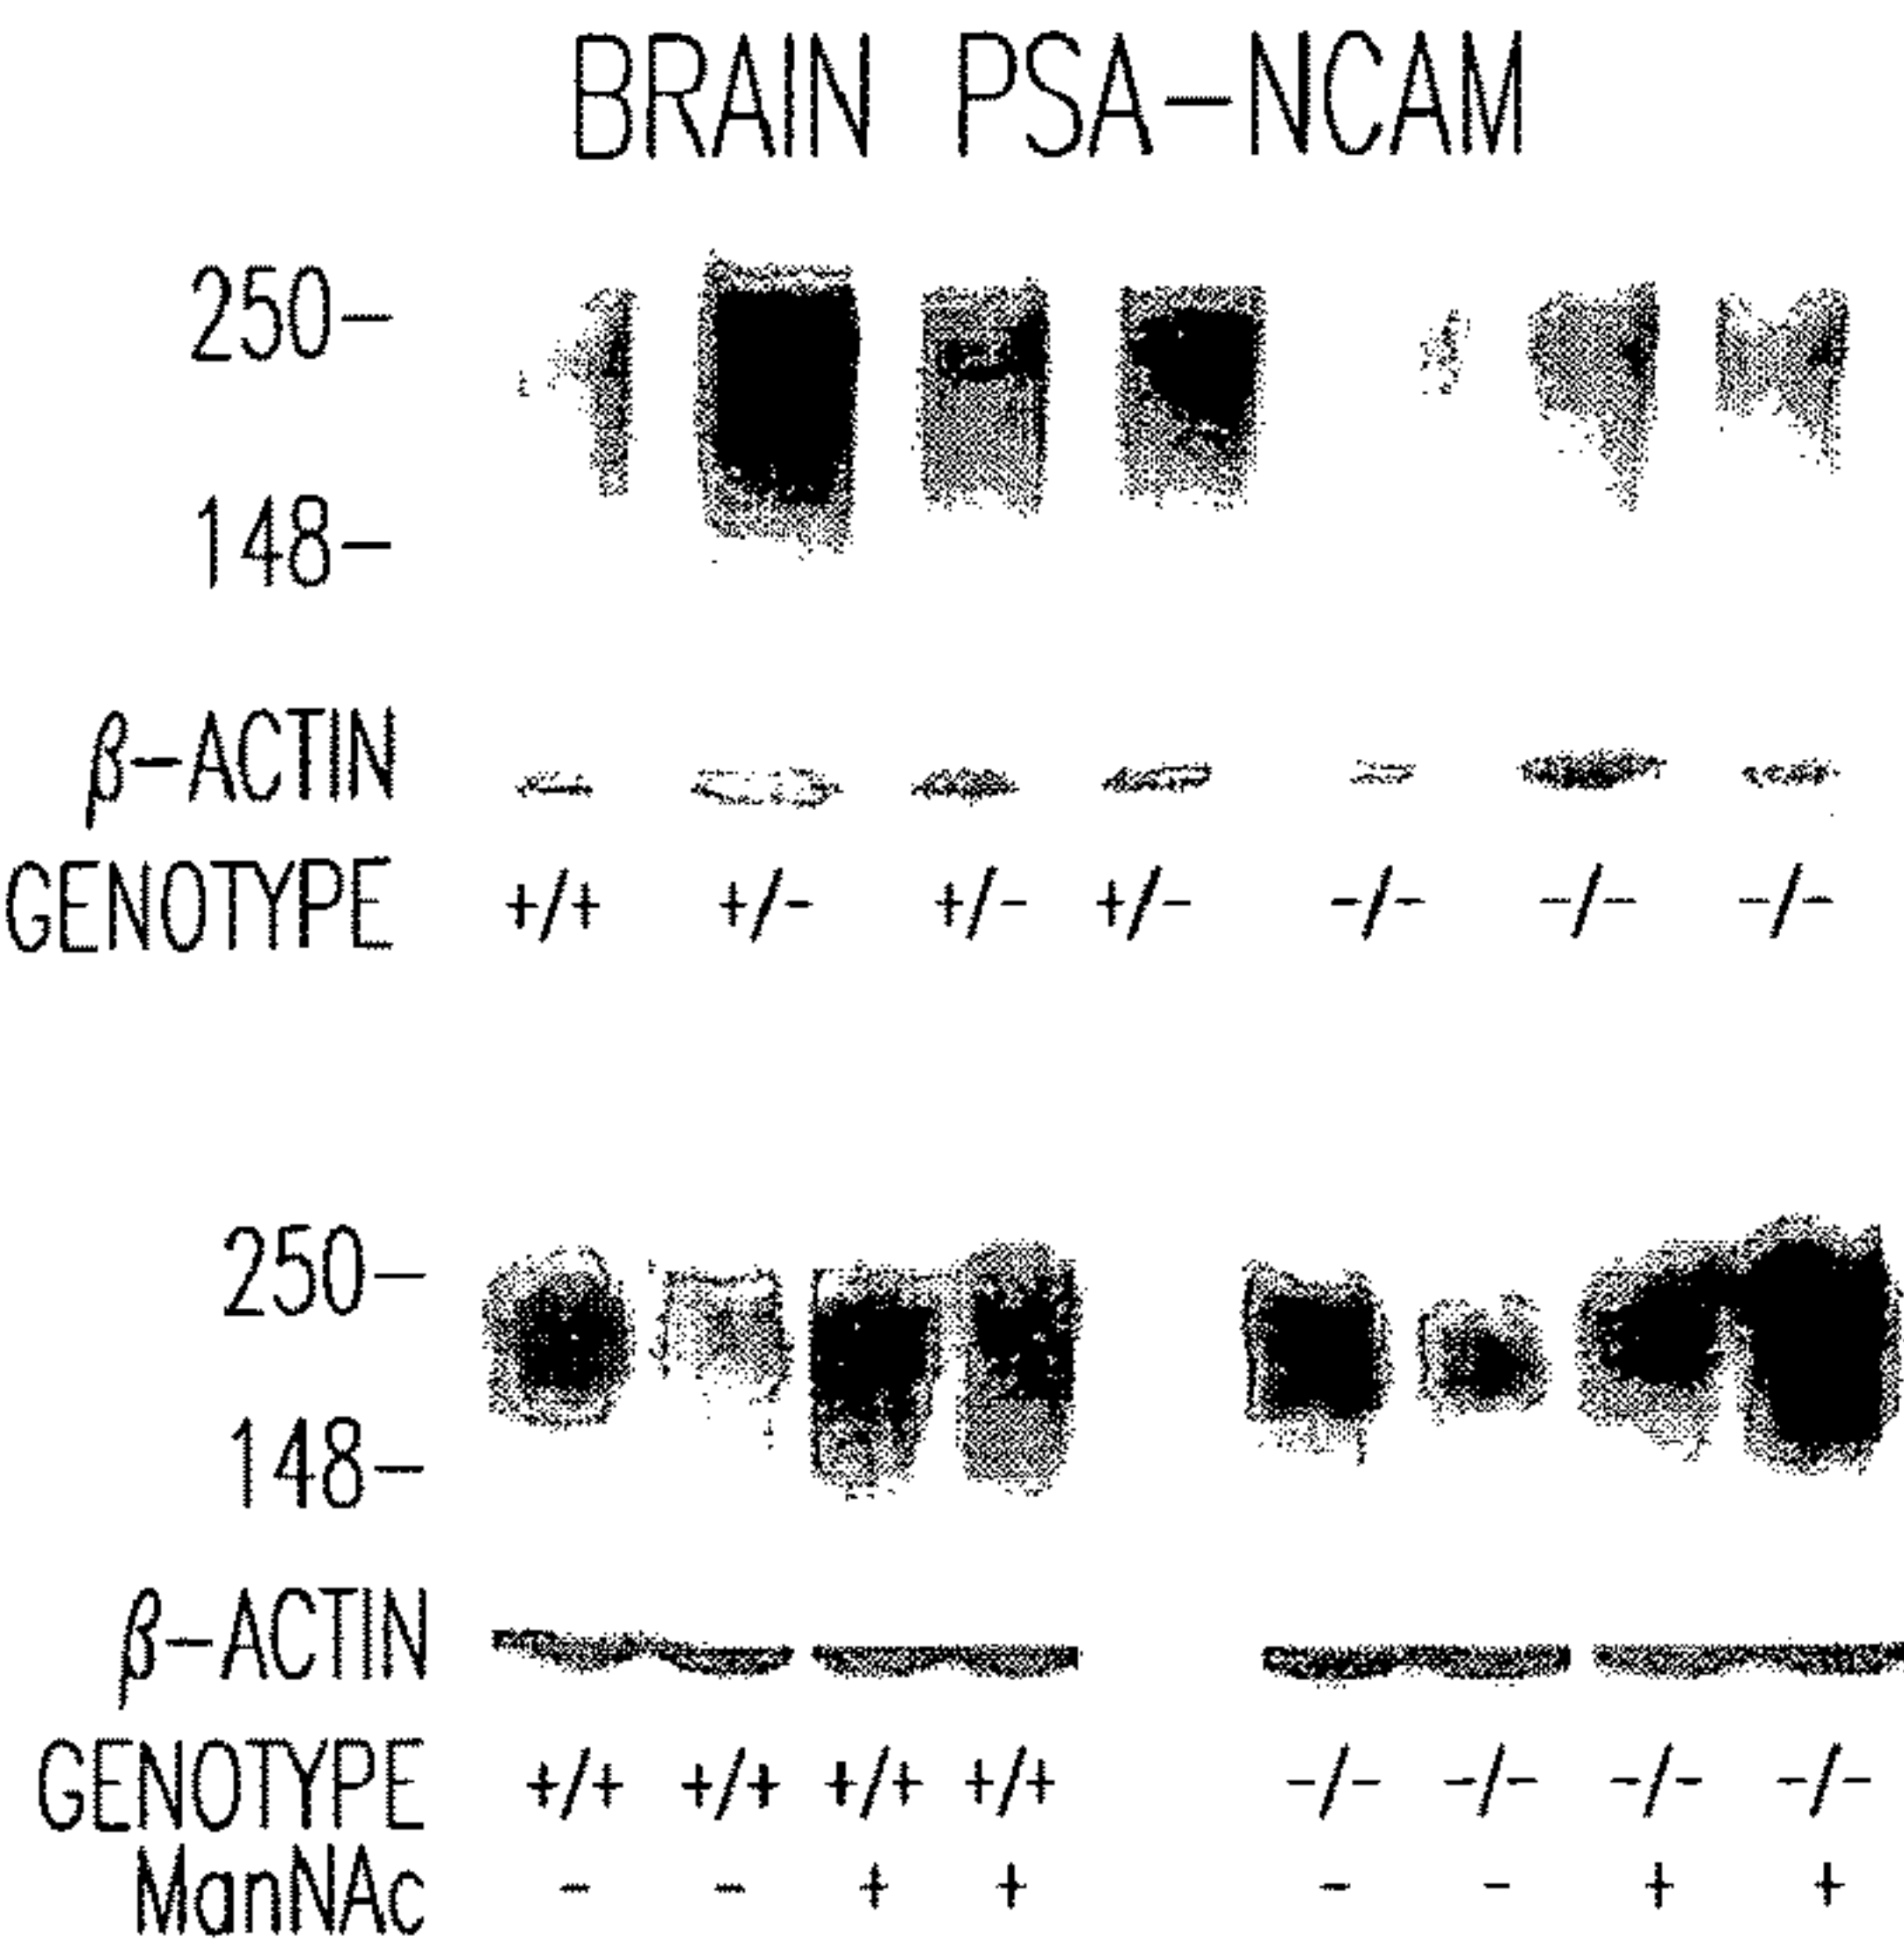 BRAIN PSA-NCAM
250-
148-
β-ACTIN
GENOTYPE +/+ +/- +/- +/- -/- -/- -/-
250-
148-
β-ACTIN
GENOTYPE +/+ +/+ +/+ +/+ -/- -/- -/- -/-
ManNAc - - + + - - + +